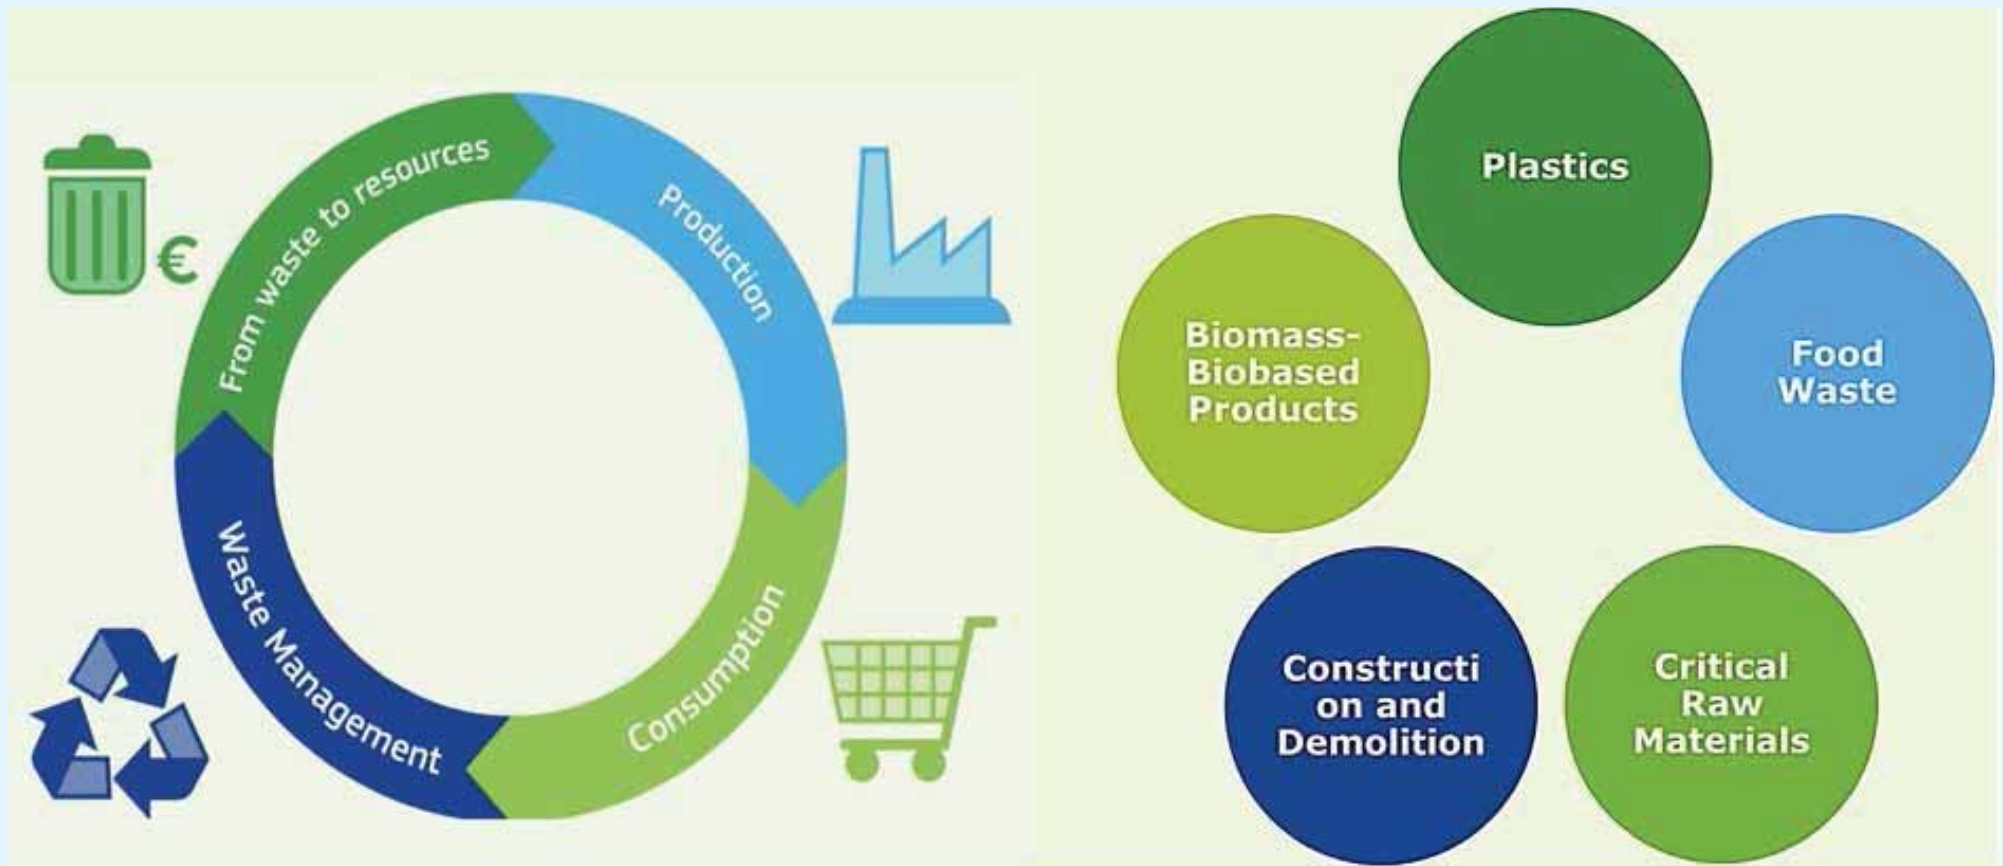 From waste to resources
Production
Consumption
Waste Management
€
Plastics
Food
Waste
Critical
Raw
Materials
Constructi
on and
Demolition
Biomass-
Biobased
Products